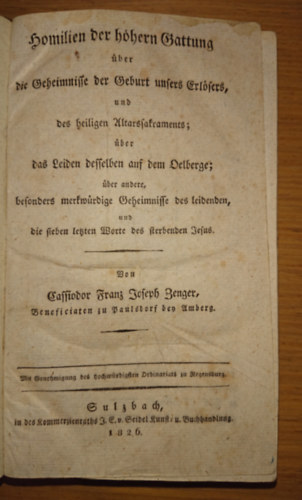 Homilien der höhern Gattung
über
die Geheimnisse der Geburt unsers Erlösers,
und
des heiligen Altarssakraments;
über
das Leiden desselben auf dem Oelberge;
über andere,
besonders merkwürdige Geheimnisse des leidenden,
und
die sieben letzten Worte des sterbenden Jesus.
Von
Cassiodor Franz Joseph Zenger,
Beneficiaten zu Paulsdorf bey Amberg.
Mit Genehmigung des hochwürdigsten Ordinariats zu Regensburg.
Sulzbach,
in des Kommerzienraths J. E. v. Seidel Kunst- u. Buchhandlung.
1826.